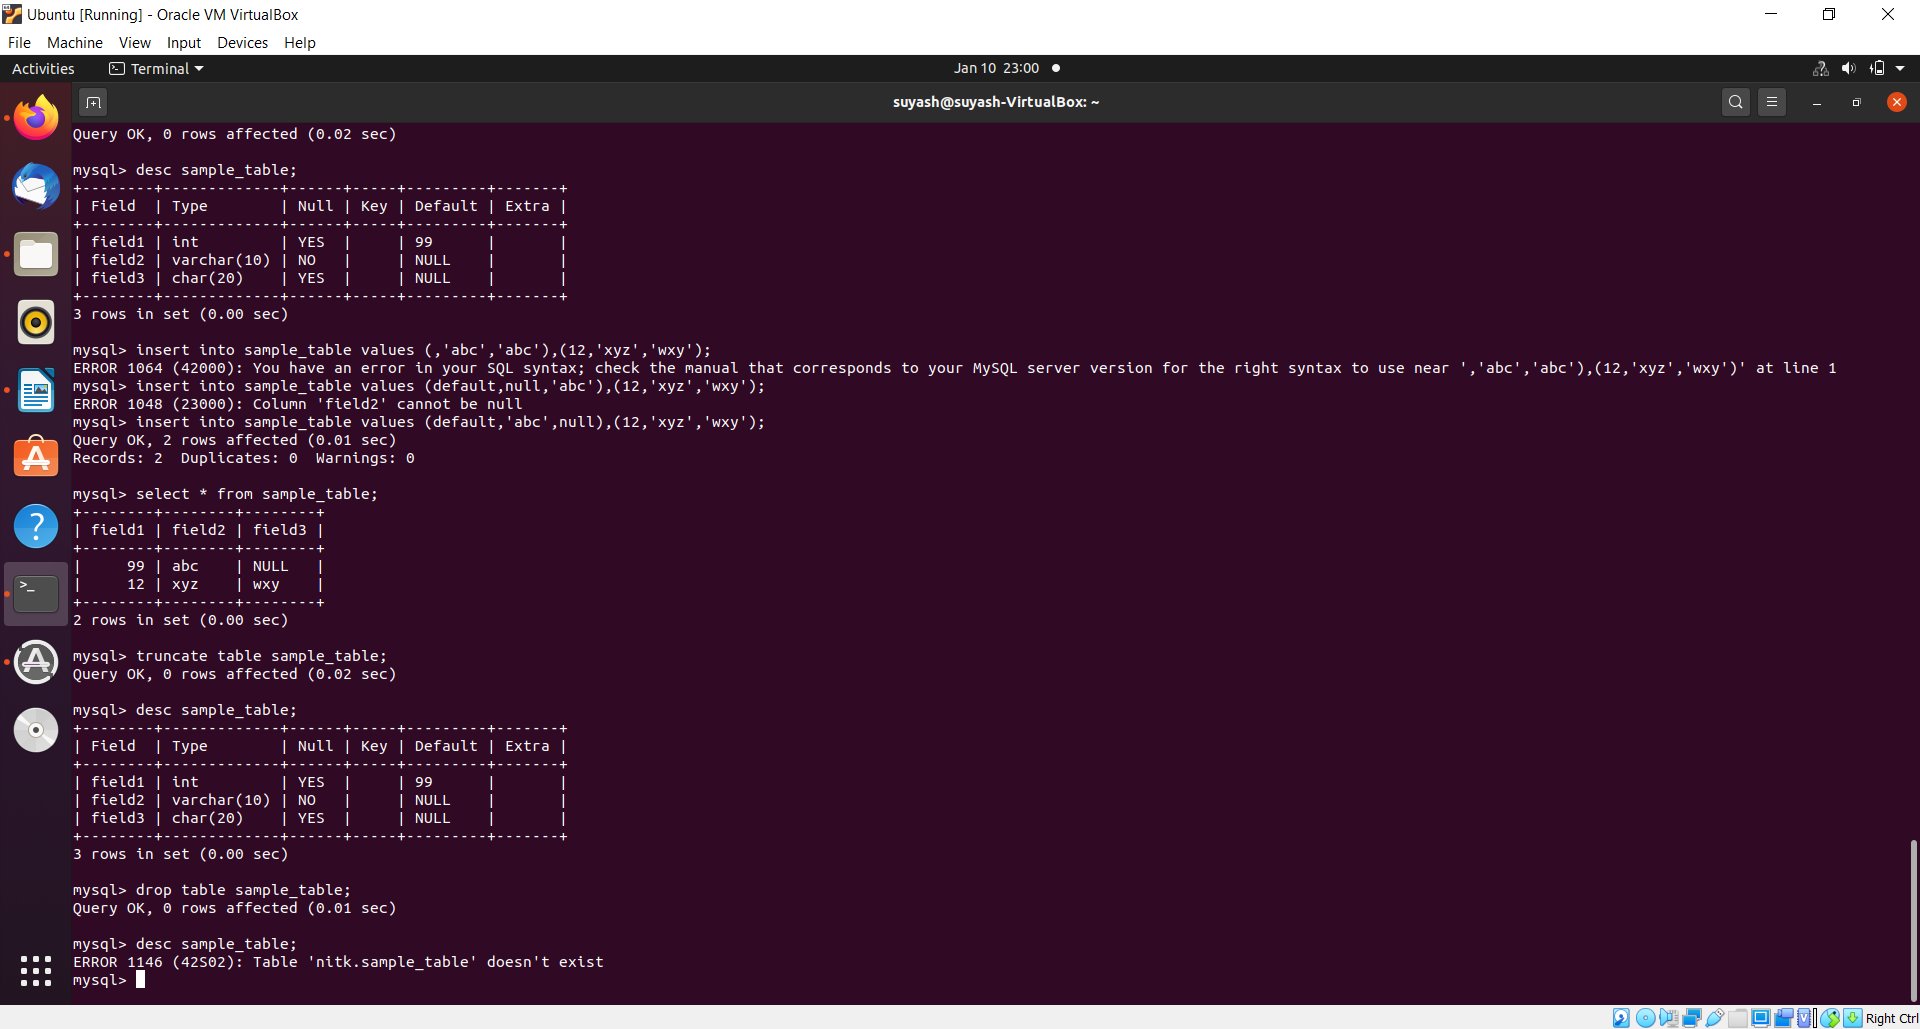 Ubuntu [Running] - Oracle VM VirtualBox
File Machine View Input Devices Help
Activities Terminal Jan 10 23:00
suyash@suyash-VirtualBox: ~
Query OK, 0 rows affected (0.02 sec)
mysql> desc sample_table;
+--------+-------------+------+-----+---------+-------+
| Field  | Type        | Null | Key | Default | Extra |
+--------+-------------+------+-----+---------+-------+
| field1 | int         | YES  |     | 99      |       |
| field2 | varchar(10) | NO   |     | NULL    |       |
| field3 | char(20)    | YES  |     | NULL    |       |
+--------+-------------+------+-----+---------+-------+
3 rows in set (0.00 sec)
mysql> insert into sample_table values (,'abc','abc'),(12,'xyz','wxy');
ERROR 1064 (42000): You have an error in your SQL syntax; check the manual that corresponds to your MySQL server version for the right syntax to use near ','abc','abc'),(12,'xyz','wxy')' at line 1
mysql> insert into sample_table values (default,null,'abc'),(12,'xyz','wxy');
ERROR 1048 (23000): Column 'field2' cannot be null
mysql> insert into sample_table values (default,'abc',null),(12,'xyz','wxy');
Query OK, 2 rows affected (0.01 sec)
Records: 2  Duplicates: 0  Warnings: 0
mysql> select * from sample_table;
+--------+--------+--------+
| field1 | field2 | field3 |
+--------+--------+--------+
|     99 | abc    | NULL   |
|     12 | xyz    | wxy    |
+--------+--------+--------+
2 rows in set (0.00 sec)
mysql> truncate table sample_table;
Query OK, 0 rows affected (0.02 sec)
mysql> desc sample_table;
+--------+-------------+------+-----+---------+-------+
| Field  | Type        | Null | Key | Default | Extra |
+--------+-------------+------+-----+---------+-------+
| field1 | int         | YES  |     | 99      |       |
| field2 | varchar(10) | NO   |     | NULL    |       |
| field3 | char(20)    | YES  |     | NULL    |       |
+--------+-------------+------+-----+---------+-------+
3 rows in set (0.00 sec)
mysql> drop table sample_table;
Query OK, 0 rows affected (0.01 sec)
mysql> desc sample_table;
ERROR 1146 (42S02): Table 'nitk.sample_table' doesn't exist
mysql>
Right Ctrl